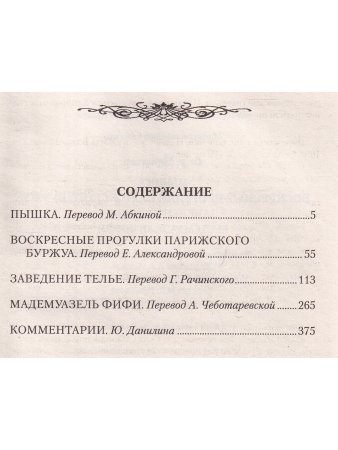 СОДЕРЖАНИЕ
ПЫШКА. Перевод М. Абкиной 5
ВОСКРЕСНЫЕ ПРОГУЛКИ ПАРИЖСКОГО
БУРЖУА. Перевод Е. Александровой 55
ЗАВЕДЕНИЕ ТЕЛЬЕ. Перевод Г. Рачинского 113
МАДЕМУАЗЕЛЬ ФИФИ. Перевод А. Чеботаревской 265
КОММЕНТАРИИ. Ю. Данилина 375